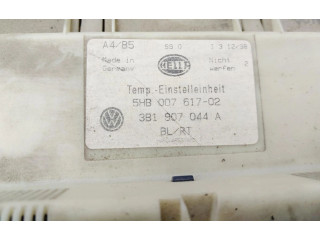 A4/B5
Made in
Germany
HELLA
Nicht
werfen
Temp.-Einstelleinheit
5HB 007 617-02
3B1 907 044 A
BL/RT